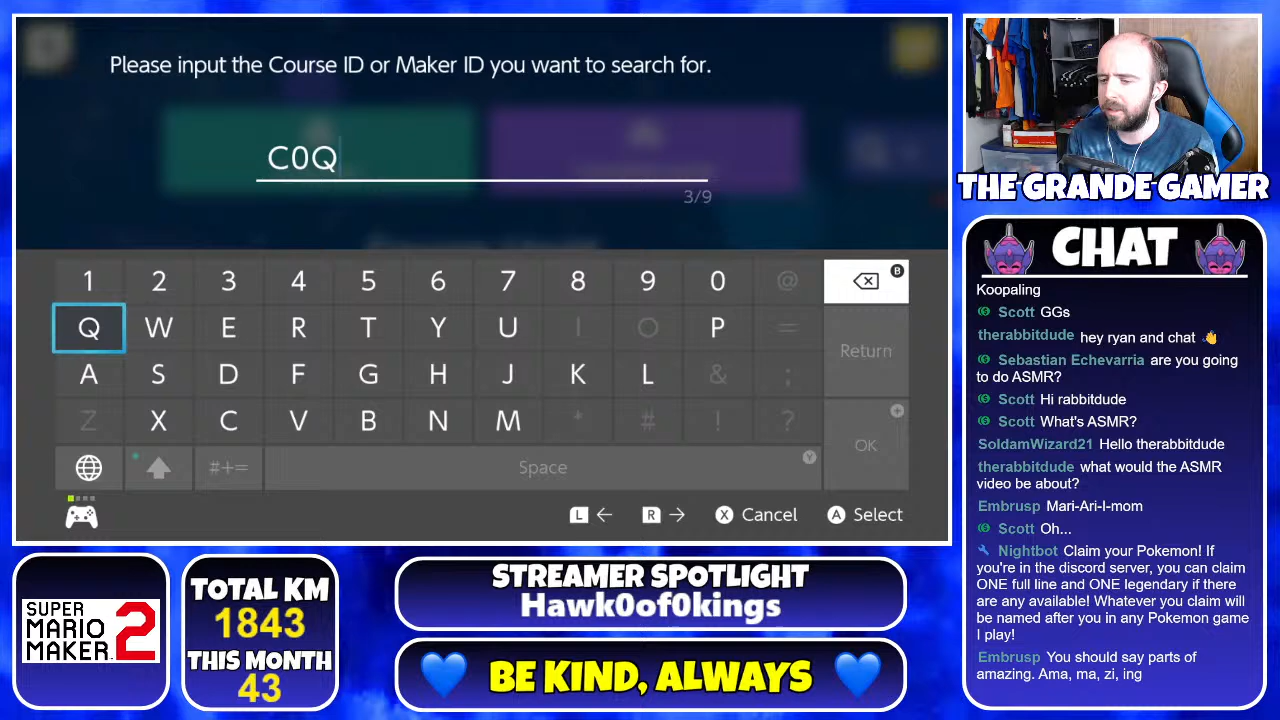 Please input the Course ID or Maker ID you want to search for.
C0Q
3/9
1 2 3 4 5 6 7 8 9 0 @ B
Q W E R T Y U I O P = Return
A S D F G H J K L & ;
Z X C V B N M * # ! ? + OK
#+= Space Y
L ← R → X Cancel A Select
THE GRANDE GAMER
CHAT
Koopaling
Scott GGs
therabbitdude hey ryan and chat 👋
Sebastian Echevarria are you going
to do ASMR?
Scott Hi rabbitdude
Scott What's ASMR?
SoldamWizard21 Hello therabbitdude
therabbitdude what would the ASMR
video be about?
Embrusp Mari-Ari-I-mom
Scott Oh...
Nightbot Claim your Pokemon! If
you're in the discord server, you can claim
ONE full line and ONE legendary if there
are any available! Whatever you claim will
be named after you in any Pokemon game
I play!
Embrusp You should say parts of
amazing. Ama, ma, zi, ing
SUPER
MARIO
MAKER 2
TOTAL KM
1843
THIS MONTH
43
STREAMER SPOTLIGHT
Hawk0of0kings
BE KIND, ALWAYS